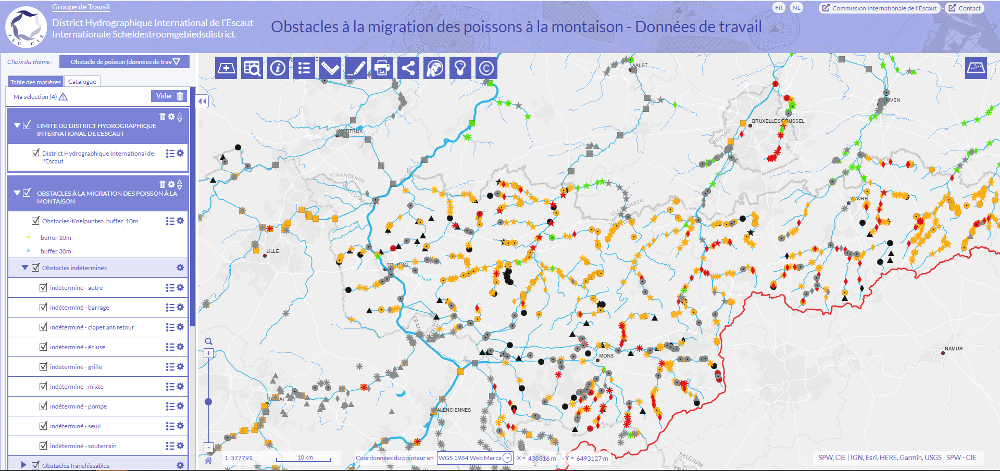 Groupe de Travail
District Hydrographique International de l'Escaut
Internationale Scheldestroomgebiedsdistrict
ISC CIE
Obstacles à la migration des poissons à la montaison - Données de travail
FR - NL
Commission Internationale de l'Escaut - Contact
Choix du thème :
Obstacle de poisson (données de trav
Table des matières
Catalogue
Ma sélection (4)
Vider
LIMITE DU DISTRICT HYDROGRAPHIQUE
INTERNATIONAL DE L'ESCAUT
District Hydrographique International de
l'Escaut
OBSTACLES À LA MIGRATION DES POISSON À LA
MONTAISON
Obstacles-Knelpunten_buffer_10m
buffer 10m
buffer 30m
Obstacles indéterminés
indéterminé - autre
indéterminé - barrage
indéterminé - clapet antiretour
indéterminé - écluse
indéterminé - grille
indéterminé - mixte
indéterminé - pompe
indéterminé - seuil
indéterminé - souterrain
Obstacles franchissables
AALST
BRUXELLES/BRUSSEL
BRUSSEL
VLAANDEREN
VLAANDEREN
LILLE
TOURNAI
MONS
NAMUR
BELGIUM
1: 577791
10 km
Coordonnées du pointeur en
WGS 1984 Web Merca
X = 438316 m - Y = 6493127 m
SPW, CIE | IGN, Esri, HERE, Garmin, USGS | SPW - CIE